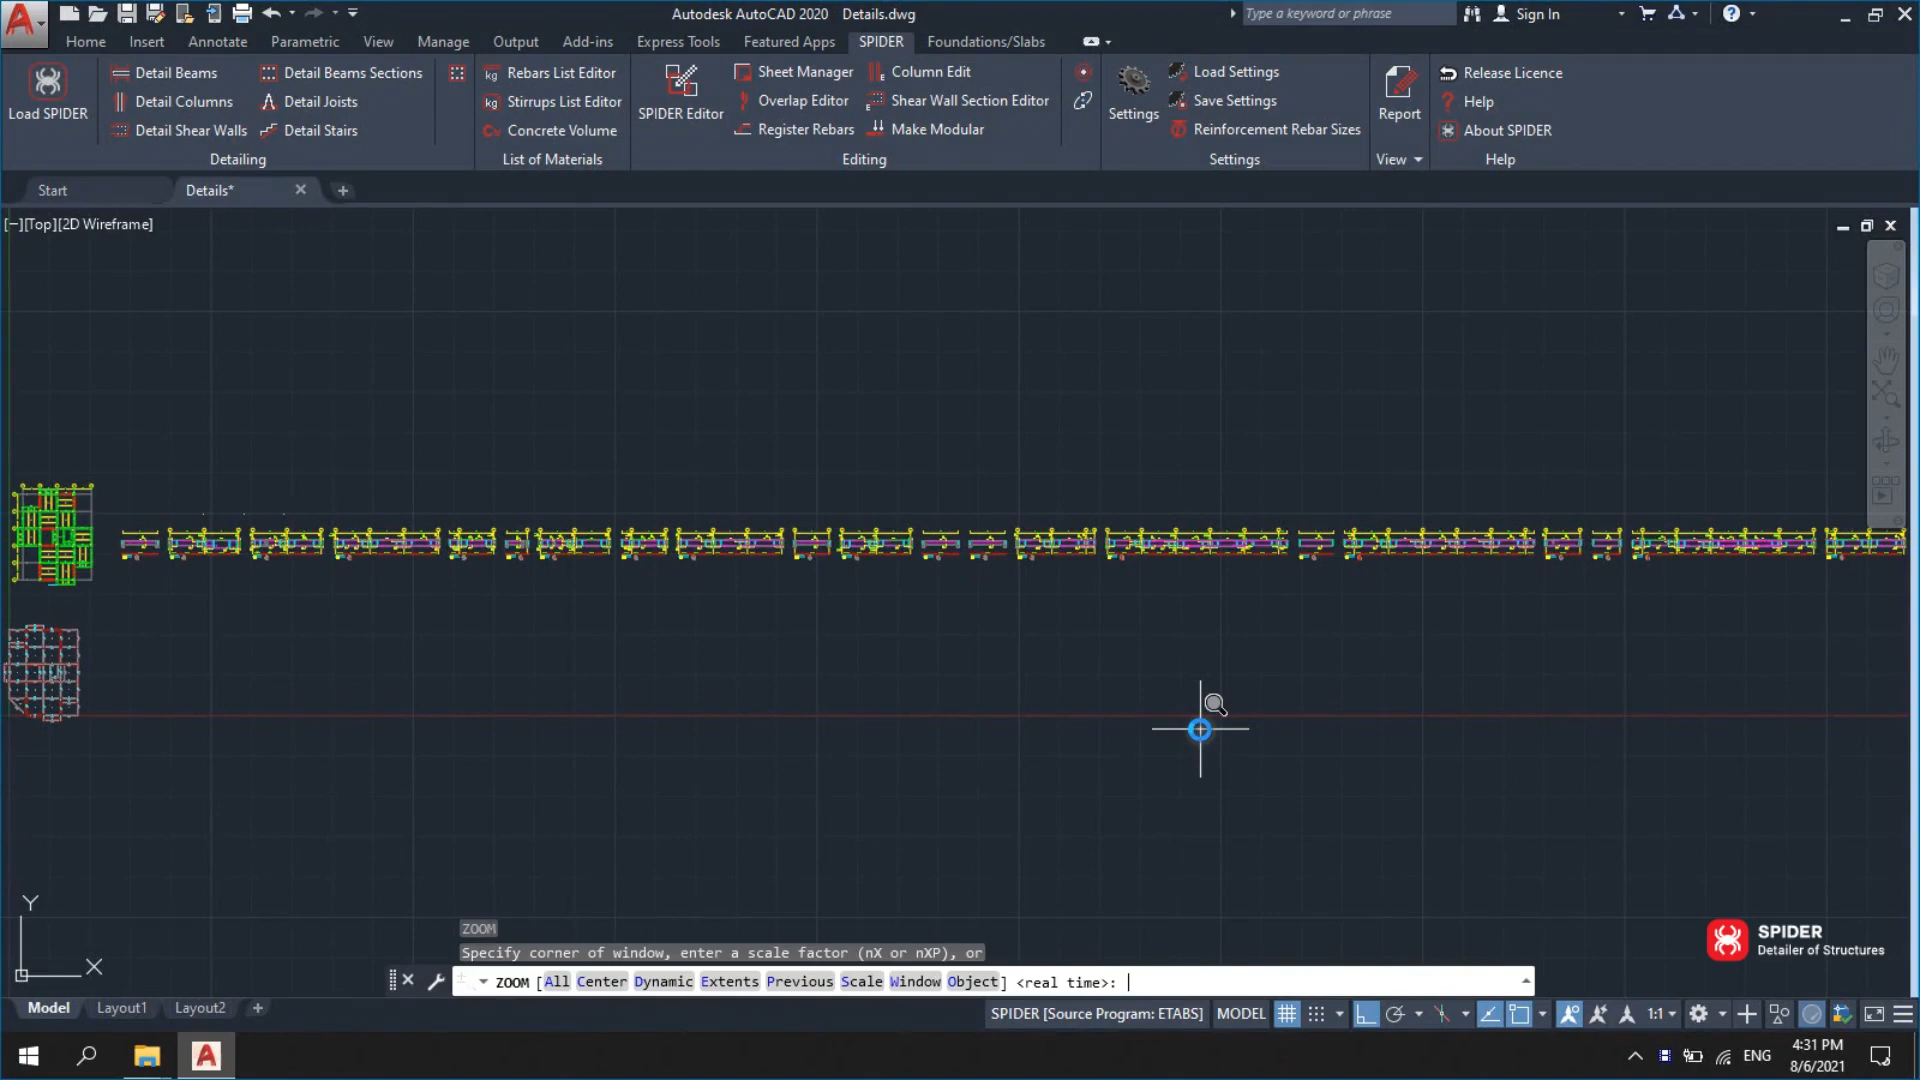 Autodesk AutoCAD 2020 Details.dwg
Type a keyword or phrase
Sign In
Home Insert Annotate Parametric View Manage Output Add-ins Express Tools Featured Apps SPIDER Foundations/Slabs
Load SPIDER
Detail Beams
Detail Columns
Detail Shear Walls
Detail Beams Sections
Detail Joists
Detail Stairs
Detailing
kg Rebars List Editor
kg Stirrups List Editor
Cv Concrete Volume
List of Materials
SPIDER Editor
Sheet Manager
Overlap Editor
Register Rebars
Column Edit
Shear Wall Section Editor
Make Modular
Editing
Settings
Load Settings
Save Settings
Reinforcement Rebar Sizes
Settings
Report
View
Release Licence
Help
About SPIDER
Help
Start
Details*
[−][Top][2D Wireframe]
Y
X
ZOOM
Specify corner of window, enter a scale factor (nX or nXP), or
ZOOM [All Center Dynamic Extents Previous Scale Window Object] <real time>:
SPIDER
Detailer of Structures
Model Layout1 Layout2 +
SPIDER [Source Program: ETABS] MODEL 1:1
ENG
4:31 PM
8/6/2021